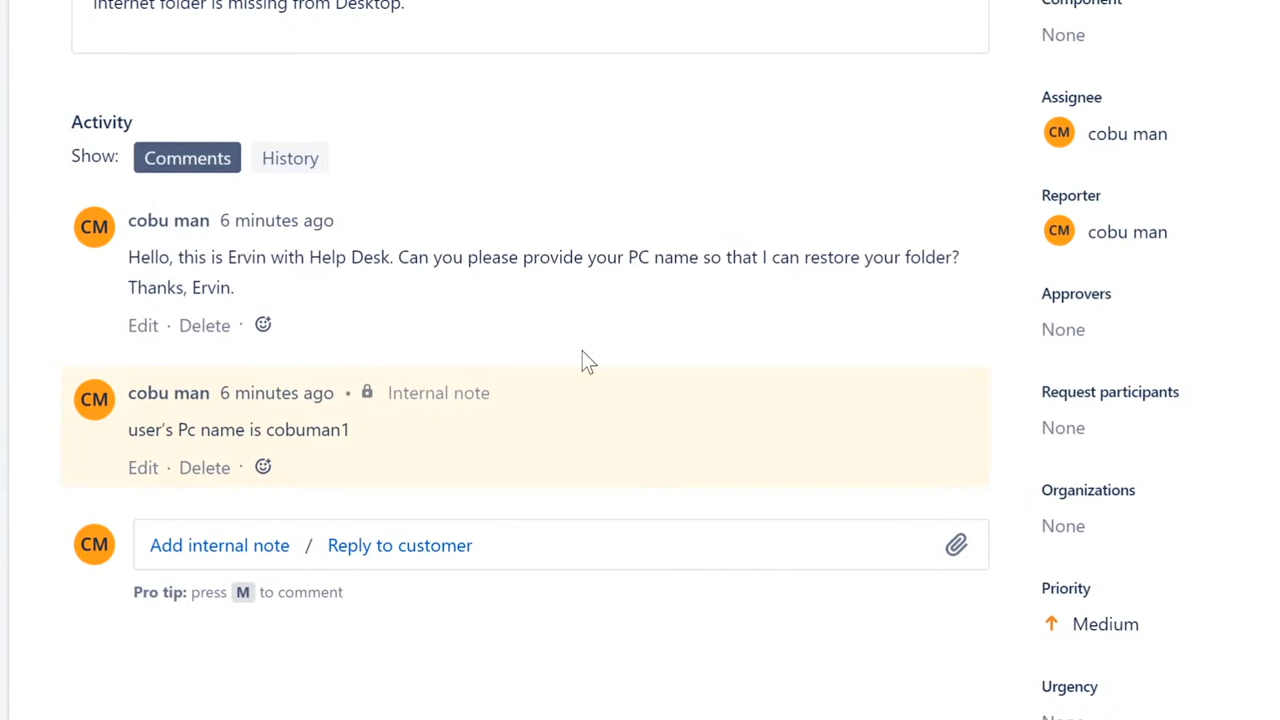 internet folder is missing from Desktop.
Activity
Show: Comments History
CM cobu man 6 minutes ago
Hello, this is Ervin with Help Desk. Can you please provide your PC name so that I can restore your folder?
Thanks, Ervin.
Edit · Delete ·
CM cobu man 6 minutes ago • Internal note
user's Pc name is cobuman1
Edit · Delete ·
CM Add internal note / Reply to customer
Pro tip: press M to comment
Component
None
Assignee
CM cobu man
Reporter
CM cobu man
Approvers
None
Request participants
None
Organizations
None
Priority
Medium
Urgency